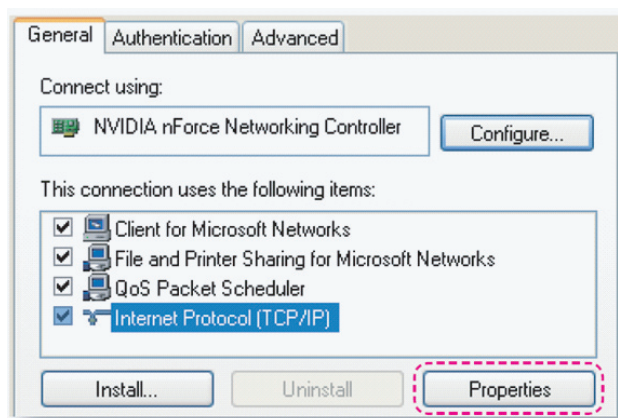 General Authentication Advanced
Connect using:
NVIDIA nForce Networking Controller
Configure...
This connection uses the following items:
Client for Microsoft Networks
File and Printer Sharing for Microsoft Networks
QoS Packet Scheduler
Internet Protocol (TCP/IP)
Install... Uninstall Properties